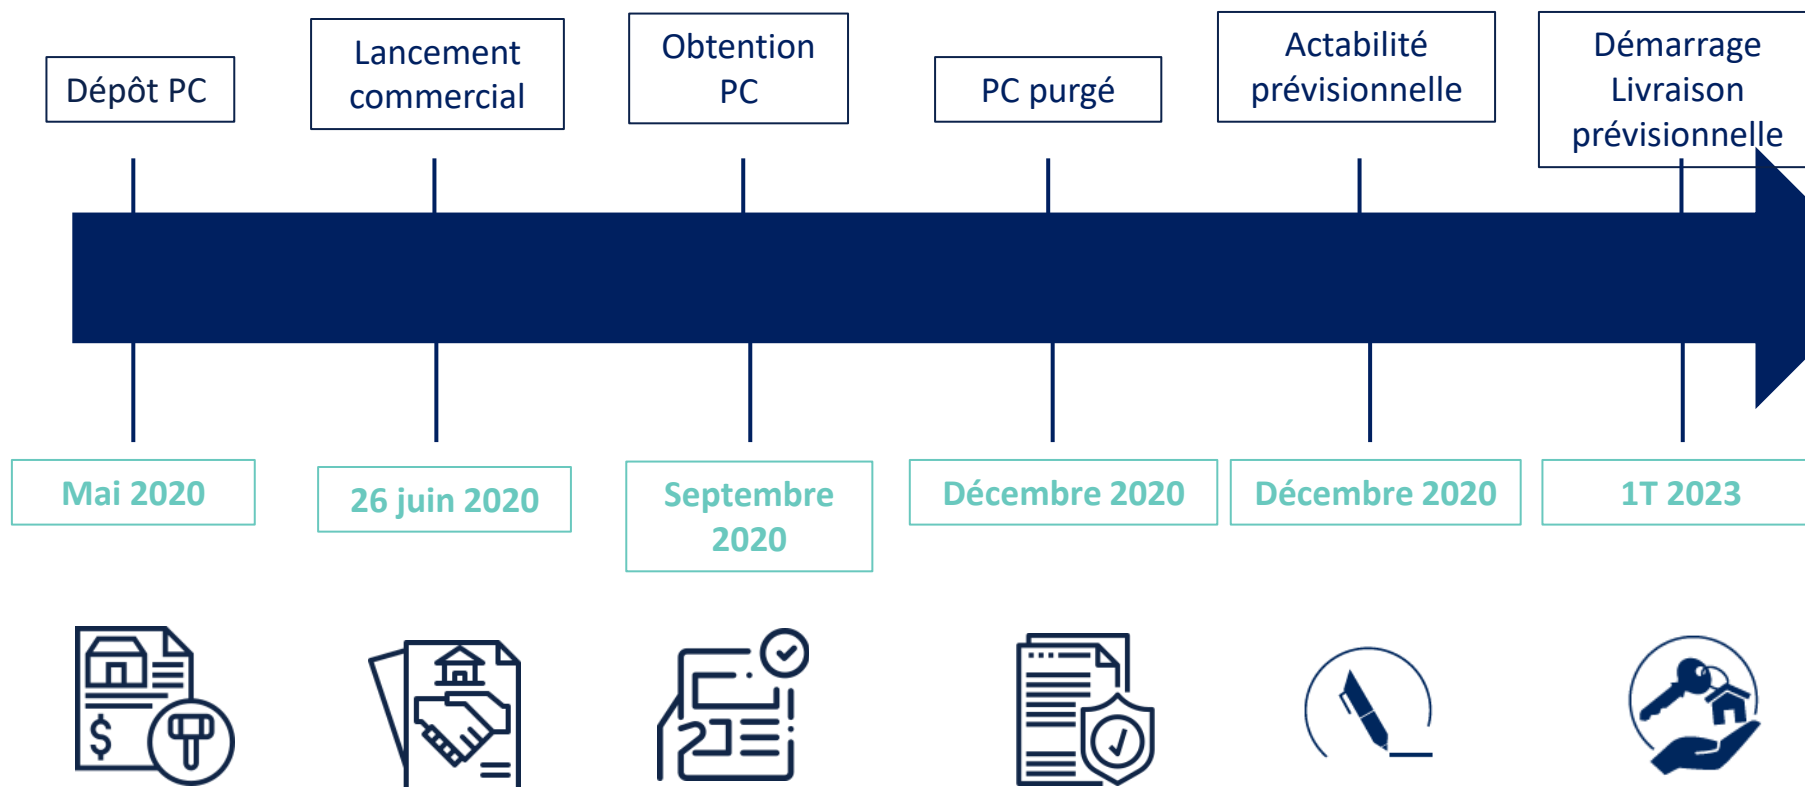 Dépôt PC
Lancement
commercial
Obtention
PC
PC purgé
Actabilité
prévisionnelle
Démarrage
Livraison
prévisionnelle
Mai 2020
26 juin 2020
Septembre
2020
Décembre 2020
Décembre 2020
1T 2023
$